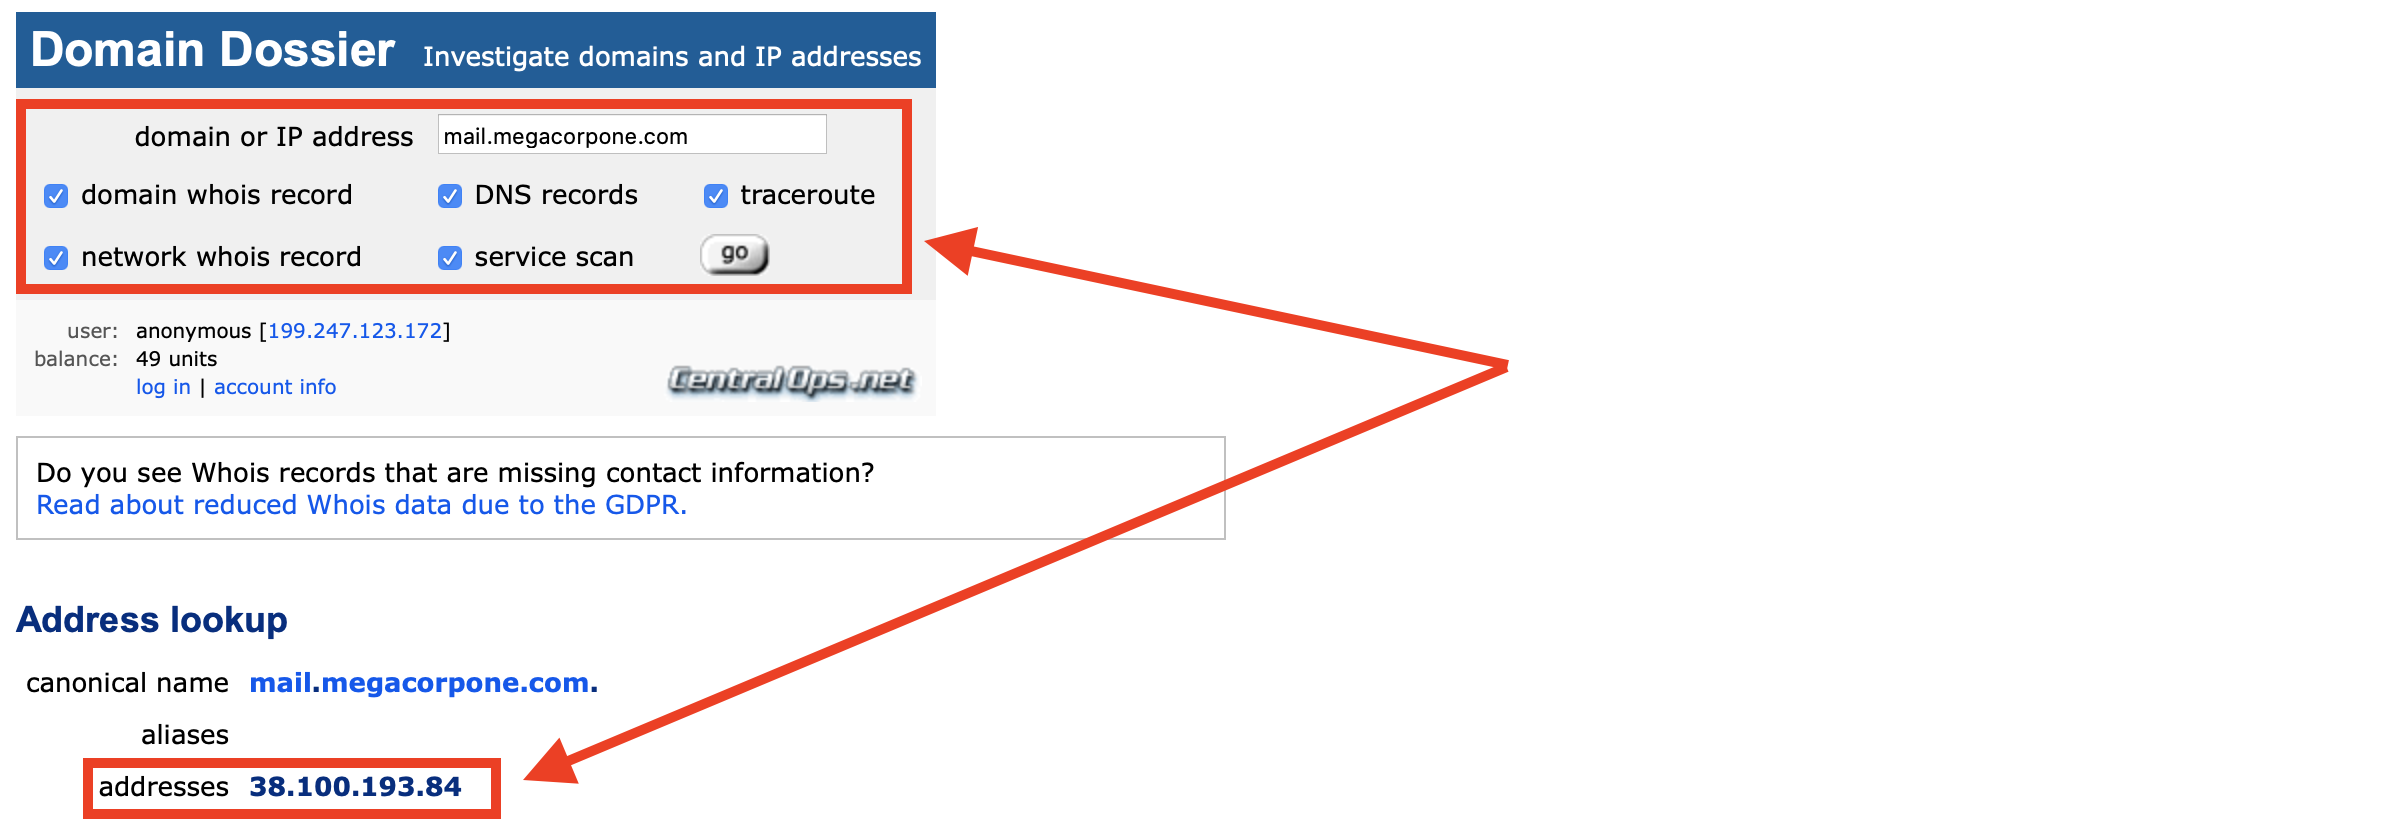 Domain Dossier Investigate domains and IP addresses
domain or IP address mail.megacorpone.com
domain whois record DNS records traceroute
network whois record service scan go
user: anonymous [199.247.123.172]
balance: 49 units
log in | account info
CentralOps.net
Do you see Whois records that are missing contact information?
Read about reduced Whois data due to the GDPR.
Address lookup
canonical name mail.megacorpone.com.
aliases
addresses 38.100.193.84